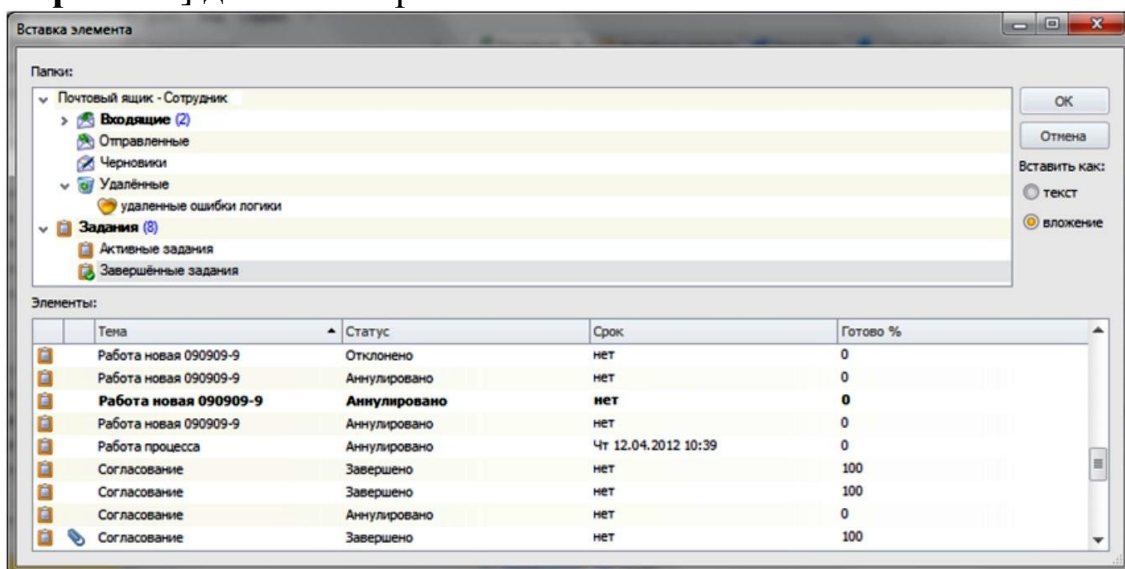 Вставка элемента
Папки:
Почтовый ящик - Сотрудник
Входящие (2)
Отправленные
Черновики
Удалённые
удаленные ошибки логики
Задания (8)
Активные задания
Завершённые задания
ОК
Отмена
Вставить как:
текст
вложение
Элементы:
Тема Статус Срок Готово %
Работа новая 090909-9 Отклонено нет 0
Работа новая 090909-9 Аннулировано нет 0
Работа новая 090909-9 Аннулировано нет 0
Работа новая 090909-9 Аннулировано нет 0
Работа процесса Аннулировано Чт 12.04.2012 10:39 0
Согласование Завершено нет 100
Согласование Завершено нет 100
Согласование Аннулировано нет 0
Согласование Завершено нет 100